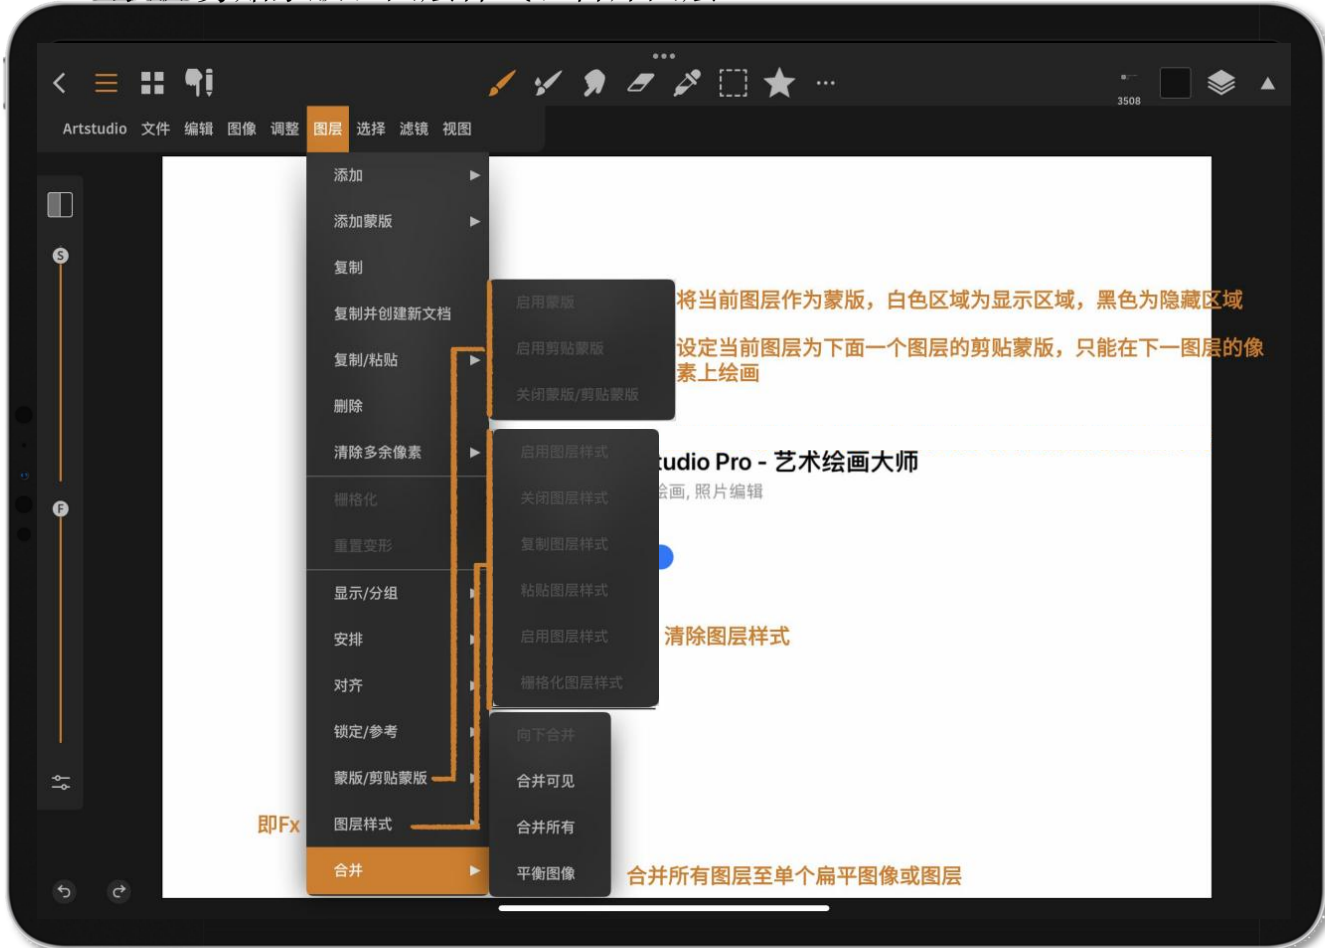 3508
Artstudio 文件 编辑 图像 调整 图层 选择 滤镜 视图
添加
添加蒙版
复制
复制并创建新文档
复制/粘贴
删除
清除多余像素
栅格化
重置变形
显示/分组
安排
对齐
锁定/参考
蒙版/剪贴蒙版
即Fx
图层样式
合并
启用蒙版
启用剪贴蒙版
关闭蒙版/剪贴蒙版
将当前图层作为蒙版，白色区域为显示区域，黑色为隐藏区域
设定当前图层为下面一个图层的剪贴蒙版，只能在下一图层的像
素上绘画
启用图层样式
关闭图层样式
复制图层样式
粘贴图层样式
启用图层样式
栅格化图层样式
tudio Pro - 艺术绘画大师
绘画, 照片编辑
清除图层样式
向下合并
合并可见
合并所有
平衡图像
合并所有图层至单个扁平图像或图层
S
F